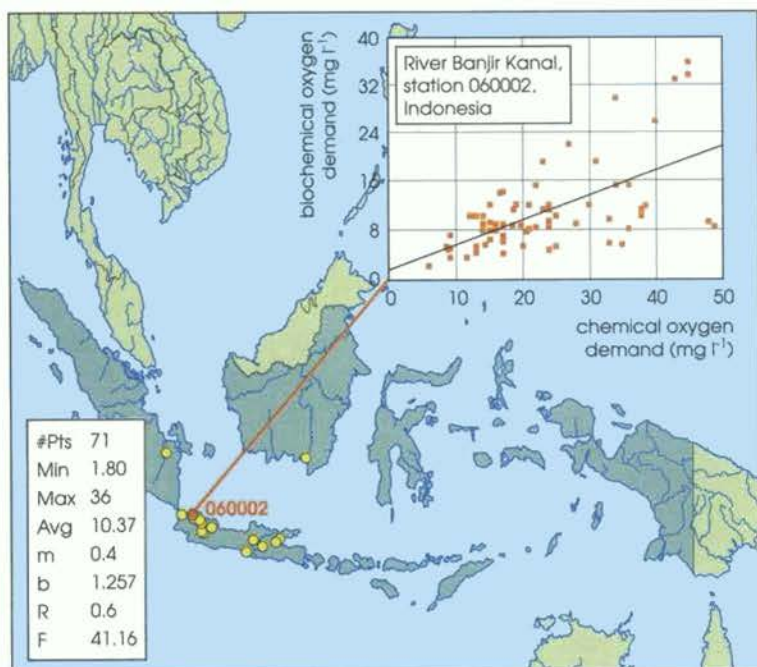 40
32
24
16
8
0
biochemical oxygen
demand (mg l⁻¹)
River Banjir Kanal,
station 060002,
Indonesia
0 10 20 30 40 50
chemical oxygen
demand (mg l⁻¹)
#Pts 71
Min 1.80
Max 36
Avg 10.37
m 0.4
b 1.257
R 0.6
F 41.16
060002